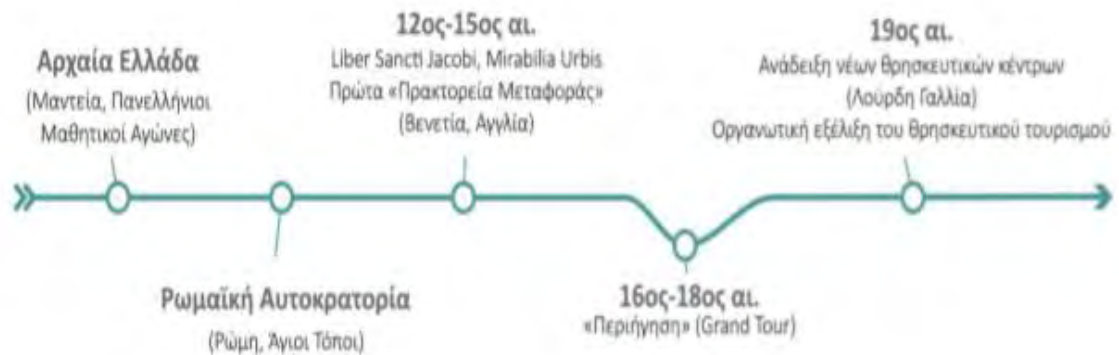 Αρχαία Ελλάδα
(Μαντεία, Πανελλήνιοι
Μαθητικοί Αγώνες)
Ρωμαϊκή Αυτοκρατορία
(Ρώμη, Άγιοι Τόποι)
12ος-15ος αι.
Liber Sancti Jacobi, Mirabilia Urbis
Πρώτα «Πρακτορεία Μεταφοράς»
(Βενετία, Αγγλία)
16ος-18ος αι.
«Περιήγηση» (Grand Tour)
19ος αι.
Ανάδειξη νέων θρησκευτικών κέντρων
(Λούρδη Γαλλία)
Οργανωτική εξέλιξη του θρησκευτικού τουρισμού